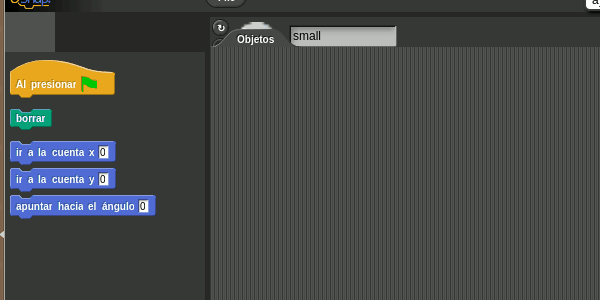 small
Objetos
Al presionar
borrar
ir a la cuenta x 0
ir a la cuenta y 0
apuntar hacia el ángulo 0